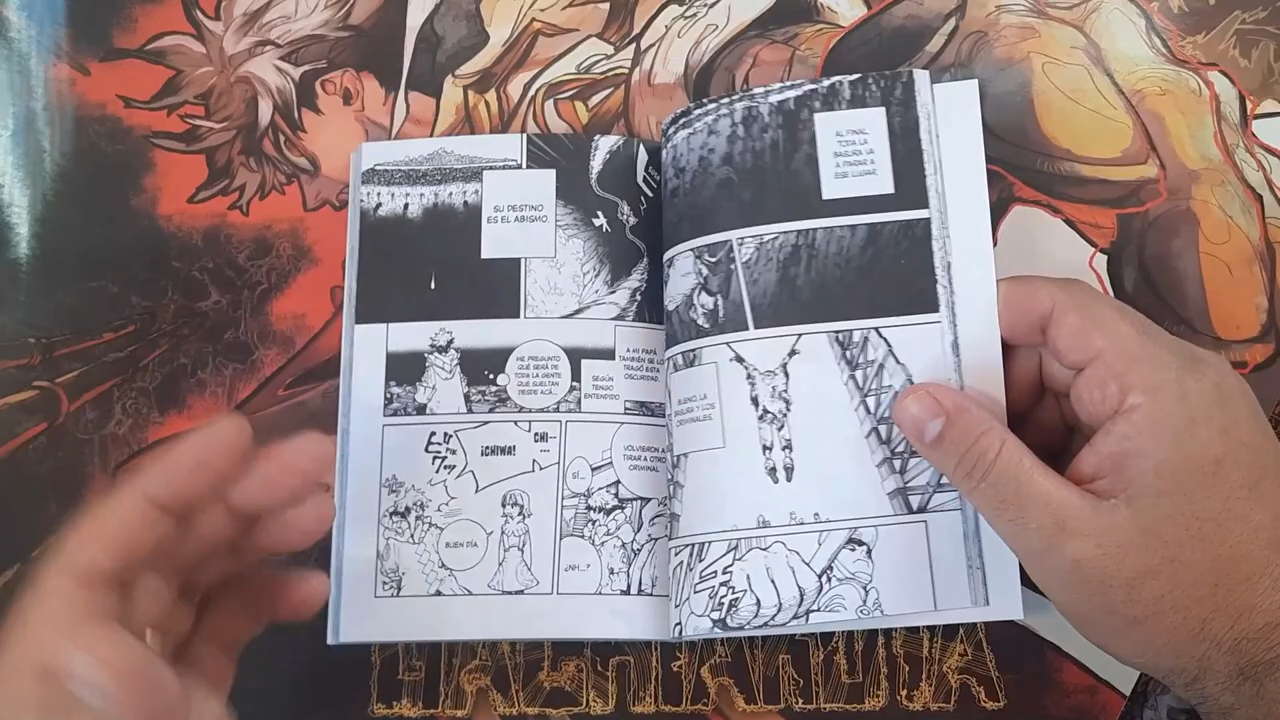 SU DESTINO
ES EL ABISMO.
ME PREGUNTO
QUÉ SERÁ DE
TODA LA GENTE
QUE SUELTAN
DESDE ACÁ...
A MI PAPÁ
TAMBIÉN SE LO
TRAGÓ ESTA
OSCURIDAD,
SEGÚN
TENGO
ENTENDIDO
CHI--
...
¡CHIWA!
BUEN DÍA.
VOLVIERON A
TIRAR A OTRO
CRIMINAL
SÍ...
¿NH...?
AL FINAL
TODA LA
BASURA VA
A PARAR A
ESE LUGAR.
BUENO, LA
BASURA Y LOS
CRIMINALES.
GACHIAKUTA